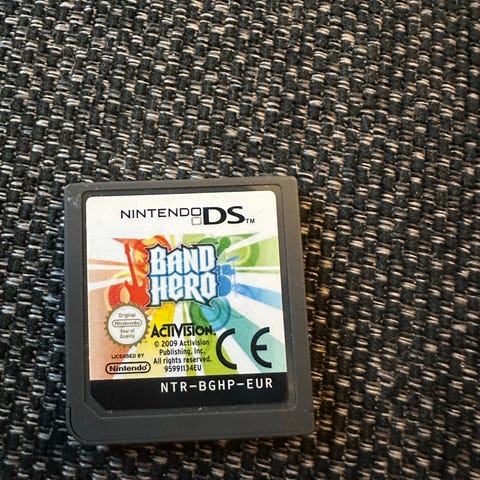 NINTENDO DS™
BAND
HERO
Original
Nintendo
Seal of
Quality
ACTIVISION
© 2009 Activision
Publishing, Inc.
All rights reserved.
95991134EU
LICENSED BY
Nintendo
CE
NTR-BGHP-EUR